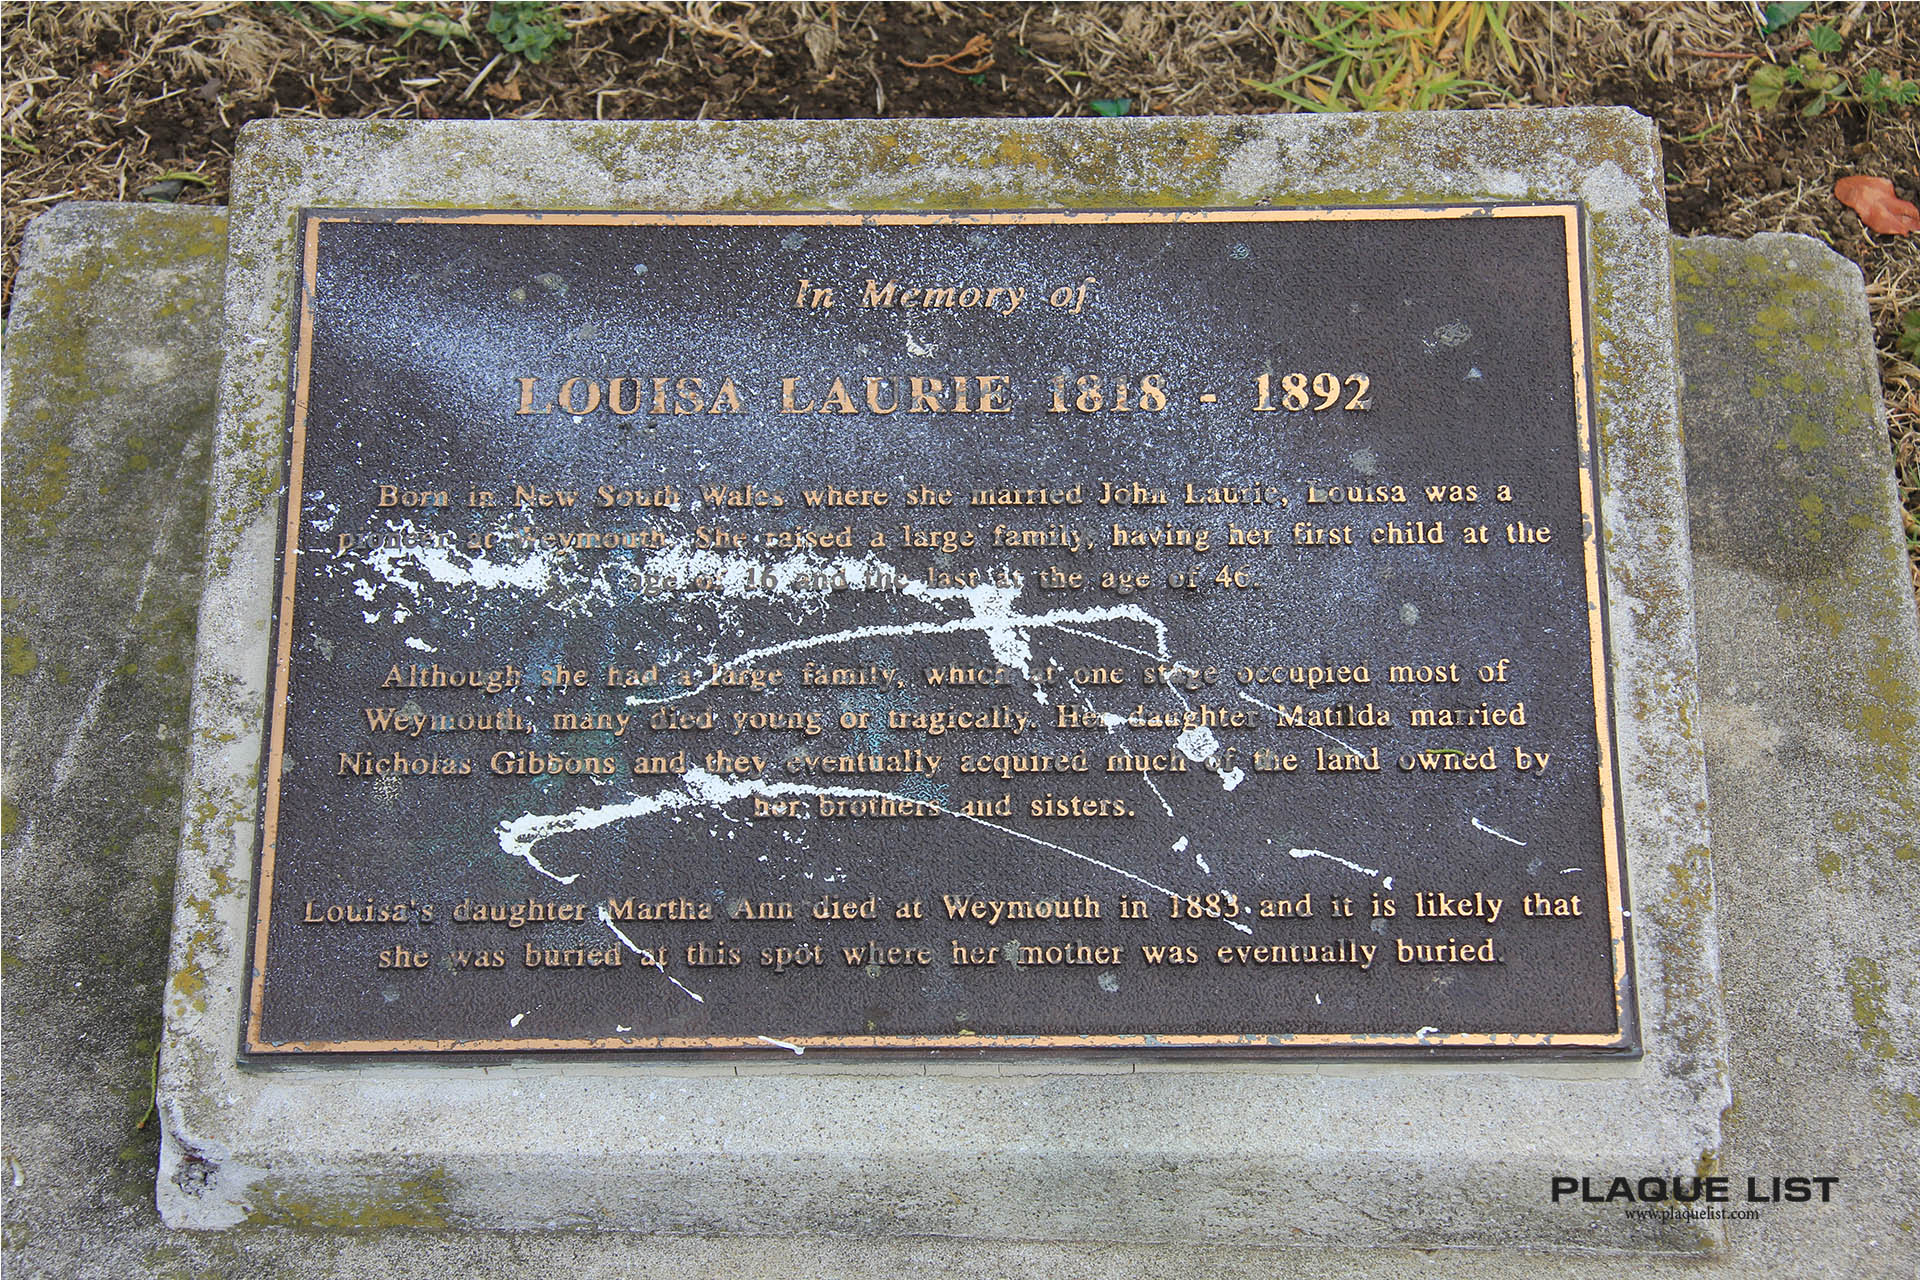 In Memory of
LOUISA LAURIE 1818 - 1892
Born in New South Wales where she married John Laurie, Louisa was a
pioneer at Weymouth. She raised a large family, having her first child at the
age of 16 and the last at the age of 46.
Although she had a large family, which at one stage occupied most of
Weymouth, many died young or tragically. Her daughter Matilda married
Nicholas Gibbons and they eventually acquired much of the land owned by
her brothers and sisters.
Louisa's daughter Martha Ann died at Weymouth in 1883 and it is likely that
she was buried at this spot where her mother was eventually buried.
PLAQUE LIST
www.plaquelist.com